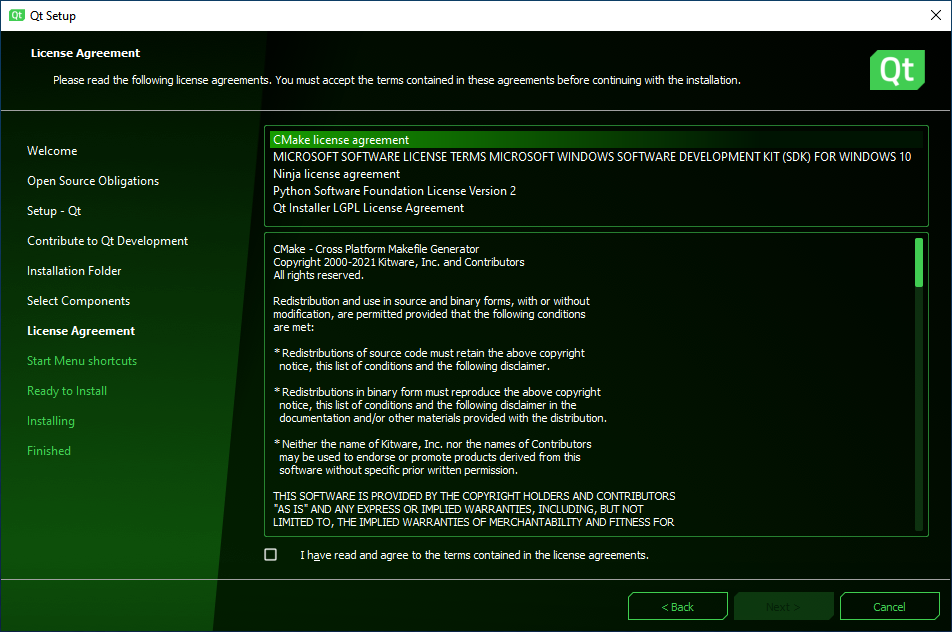 Qt Qt Setup
License Agreement
Please read the following license agreements. You must accept the terms contained in these agreements before continuing with the installation.
Qt
Welcome
Open Source Obligations
Setup - Qt
Contribute to Qt Development
Installation Folder
Select Components
License Agreement
Start Menu shortcuts
Ready to Install
Installing
Finished
CMake license agreement
MICROSOFT SOFTWARE LICENSE TERMS MICROSOFT WINDOWS SOFTWARE DEVELOPMENT KIT (SDK) FOR WINDOWS 10
Ninja license agreement
Python Software Foundation License Version 2
Qt Installer LGPL License Agreement
CMake - Cross Platform Makefile Generator
Copyright 2000-2021 Kitware, Inc. and Contributors
All rights reserved.
Redistribution and use in source and binary forms, with or without
modification, are permitted provided that the following conditions
are met:
* Redistributions of source code must retain the above copyright
notice, this list of conditions and the following disclaimer.
* Redistributions in binary form must reproduce the above copyright
notice, this list of conditions and the following disclaimer in the
documentation and/or other materials provided with the distribution.
* Neither the name of Kitware, Inc. nor the names of Contributors
may be used to endorse or promote products derived from this
software without specific prior written permission.
THIS SOFTWARE IS PROVIDED BY THE COPYRIGHT HOLDERS AND CONTRIBUTORS
"AS IS" AND ANY EXPRESS OR IMPLIED WARRANTIES, INCLUDING, BUT NOT
LIMITED TO, THE IMPLIED WARRANTIES OF MERCHANTABILITY AND FITNESS FOR
I have read and agree to the terms contained in the license agreements.
< Back
Next >
Cancel